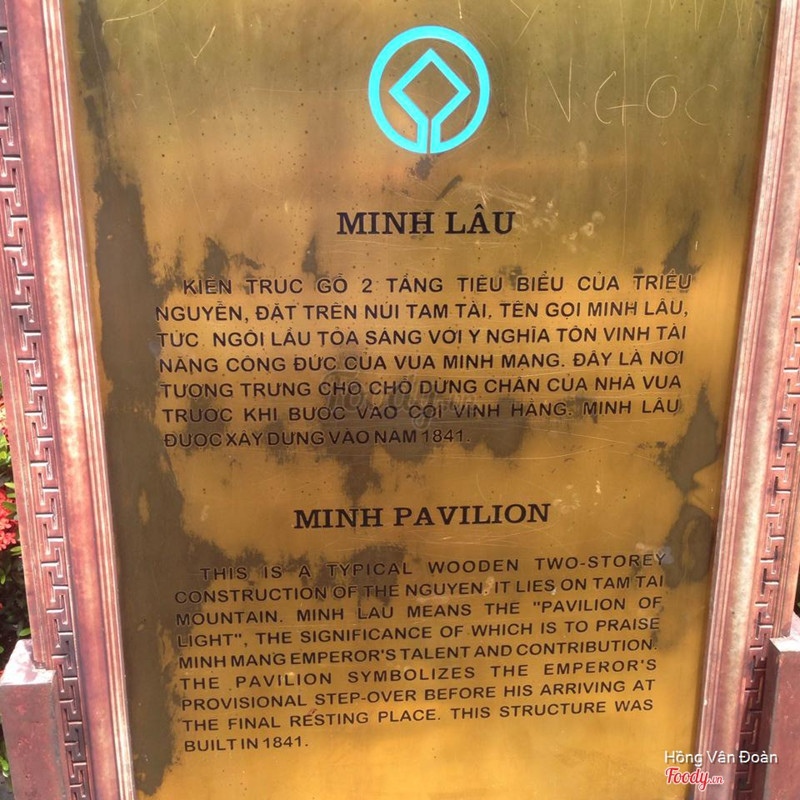 NGOC
MINH LÂU
KIẾN TRÚC GỖ 2 TẦNG TIÊU BIỂU CỦA TRIỀU
NGUYỄN, ĐẶT TRÊN NÚI TAM TÀI, TÊN GỌI MINH LÂU,
TỨC NGÔI LẦU TỎA SÁNG VỚI Ý NGHĨA TÔN VINH TÀI
NĂNG CÔNG ĐỨC CỦA VUA MINH MẠNG. ĐÂY LÀ NƠI
TƯỢNG TRƯNG CHO CHỖ DỪNG CHÂN CỦA NHÀ VUA
TRƯỚC KHI BƯỚC VÀO CÕI VĨNH HẰNG. MINH LÂU
ĐƯỢC XÂY DỰNG VÀO NĂM 1841.
MINH PAVILION
THIS IS A TYPICAL WOODEN TWO-STOREY
CONSTRUCTION OF THE NGUYEN. IT LIES ON TAM TAI
MOUNTAIN. MINH LAU MEANS THE "PAVILION OF
LIGHT", THE SIGNIFICANCE OF WHICH IS TO PRAISE
MINH MANG EMPEROR'S TALENT AND CONTRIBUTION.
THE PAVILION SYMBOLIZES THE EMPEROR'S
PROVISIONAL STEP-OVER BEFORE HIS ARRIVING AT
THE FINAL RESTING PLACE. THIS STRUCTURE WAS
BUILT IN 1841.
Hồng Vân Đoàn
Foody.vn